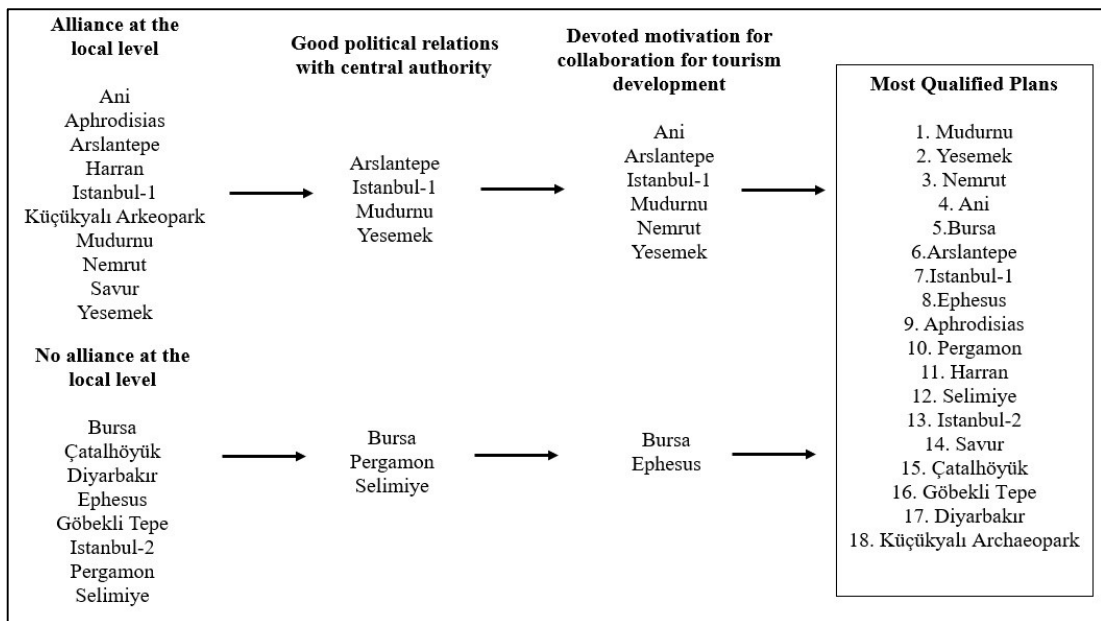 Alliance at the
local level
Ani
Aphrodisias
Arslantepe
Harran
Istanbul-1
Küçükyalı Arkeopark
Mudurnu
Nemrut
Savur
Yesemek
Good political relations
with central authority
Arslantepe
Istanbul-1
Mudurnu
Yesemek
Devoted motivation for
collaboration for tourism
development
Ani
Arslantepe
Istanbul-1
Mudurnu
Nemrut
Yesemek
No alliance at the
local level
Bursa
Çatalhöyük
Diyarbakır
Ephesus
Göbekli Tepe
Istanbul-2
Pergamon
Selimiye
Bursa
Pergamon
Selimiye
Bursa
Ephesus
Most Qualified Plans
1. Mudurnu
2. Yesemek
3. Nemrut
4. Ani
5.Bursa
6.Arslantepe
7.Istanbul-1
8.Ephesus
9. Aphrodisias
10. Pergamon
11. Harran
12. Selimiye
13. Istanbul-2
14. Savur
15. Çatalhöyük
16. Göbekli Tepe
17. Diyarbakır
18. Küçükyalı Archaeopark